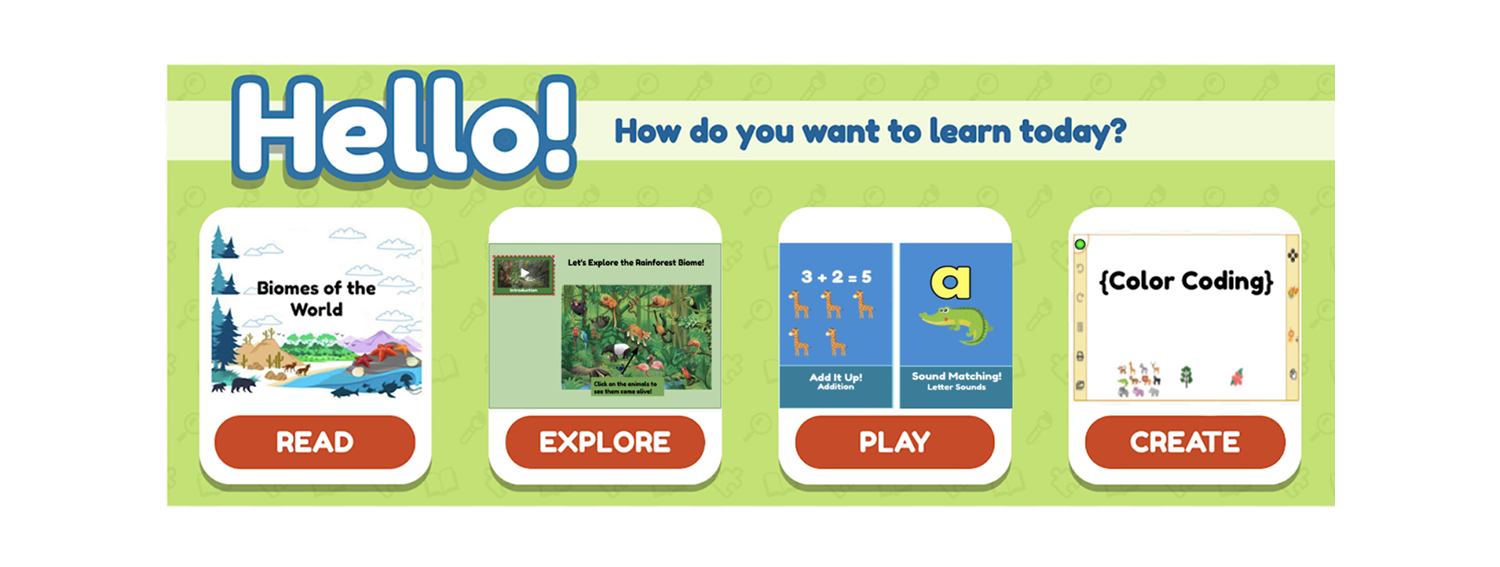 Hello!
How do you want to learn today?
Biomes of the
World
READ
Let's Explore the Rainforest Biome!
Introduction
Click on the animals to
see them come alive!
EXPLORE
3 + 2 = 5
Add It Up!
Addition
a
Sound Matching!
Letter Sounds
PLAY
{Color Coding}
CREATE